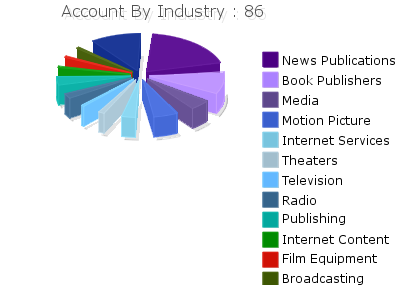 Account By Industry : 86
News Publications
Book Publishers
Media
Motion Picture
Internet Services
Theaters
Television
Radio
Publishing
Internet Content
Film Equipment
Broadcasting